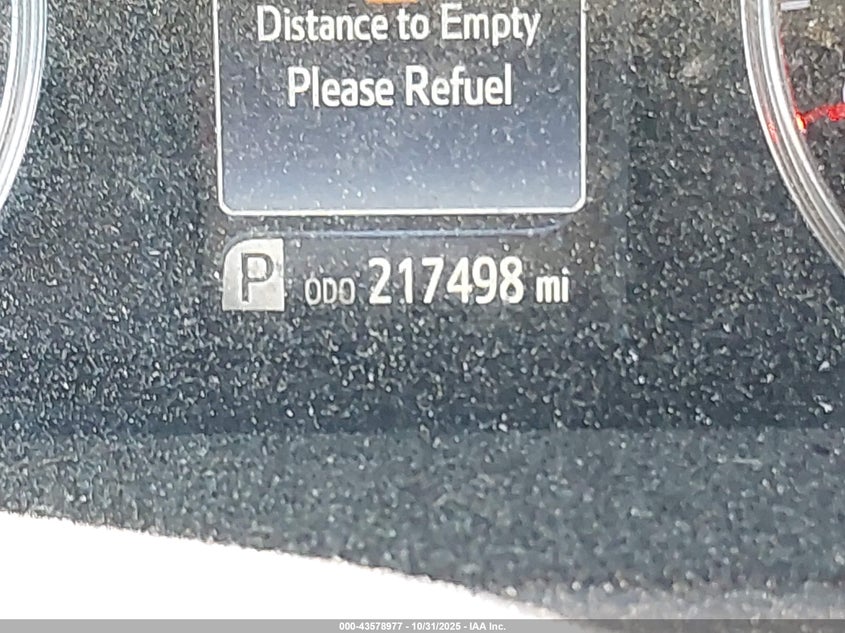 Distance to Empty
Please Refuel
P ODO 217498 mi
000-43578977 - 10/31/2025 - IAA Inc.